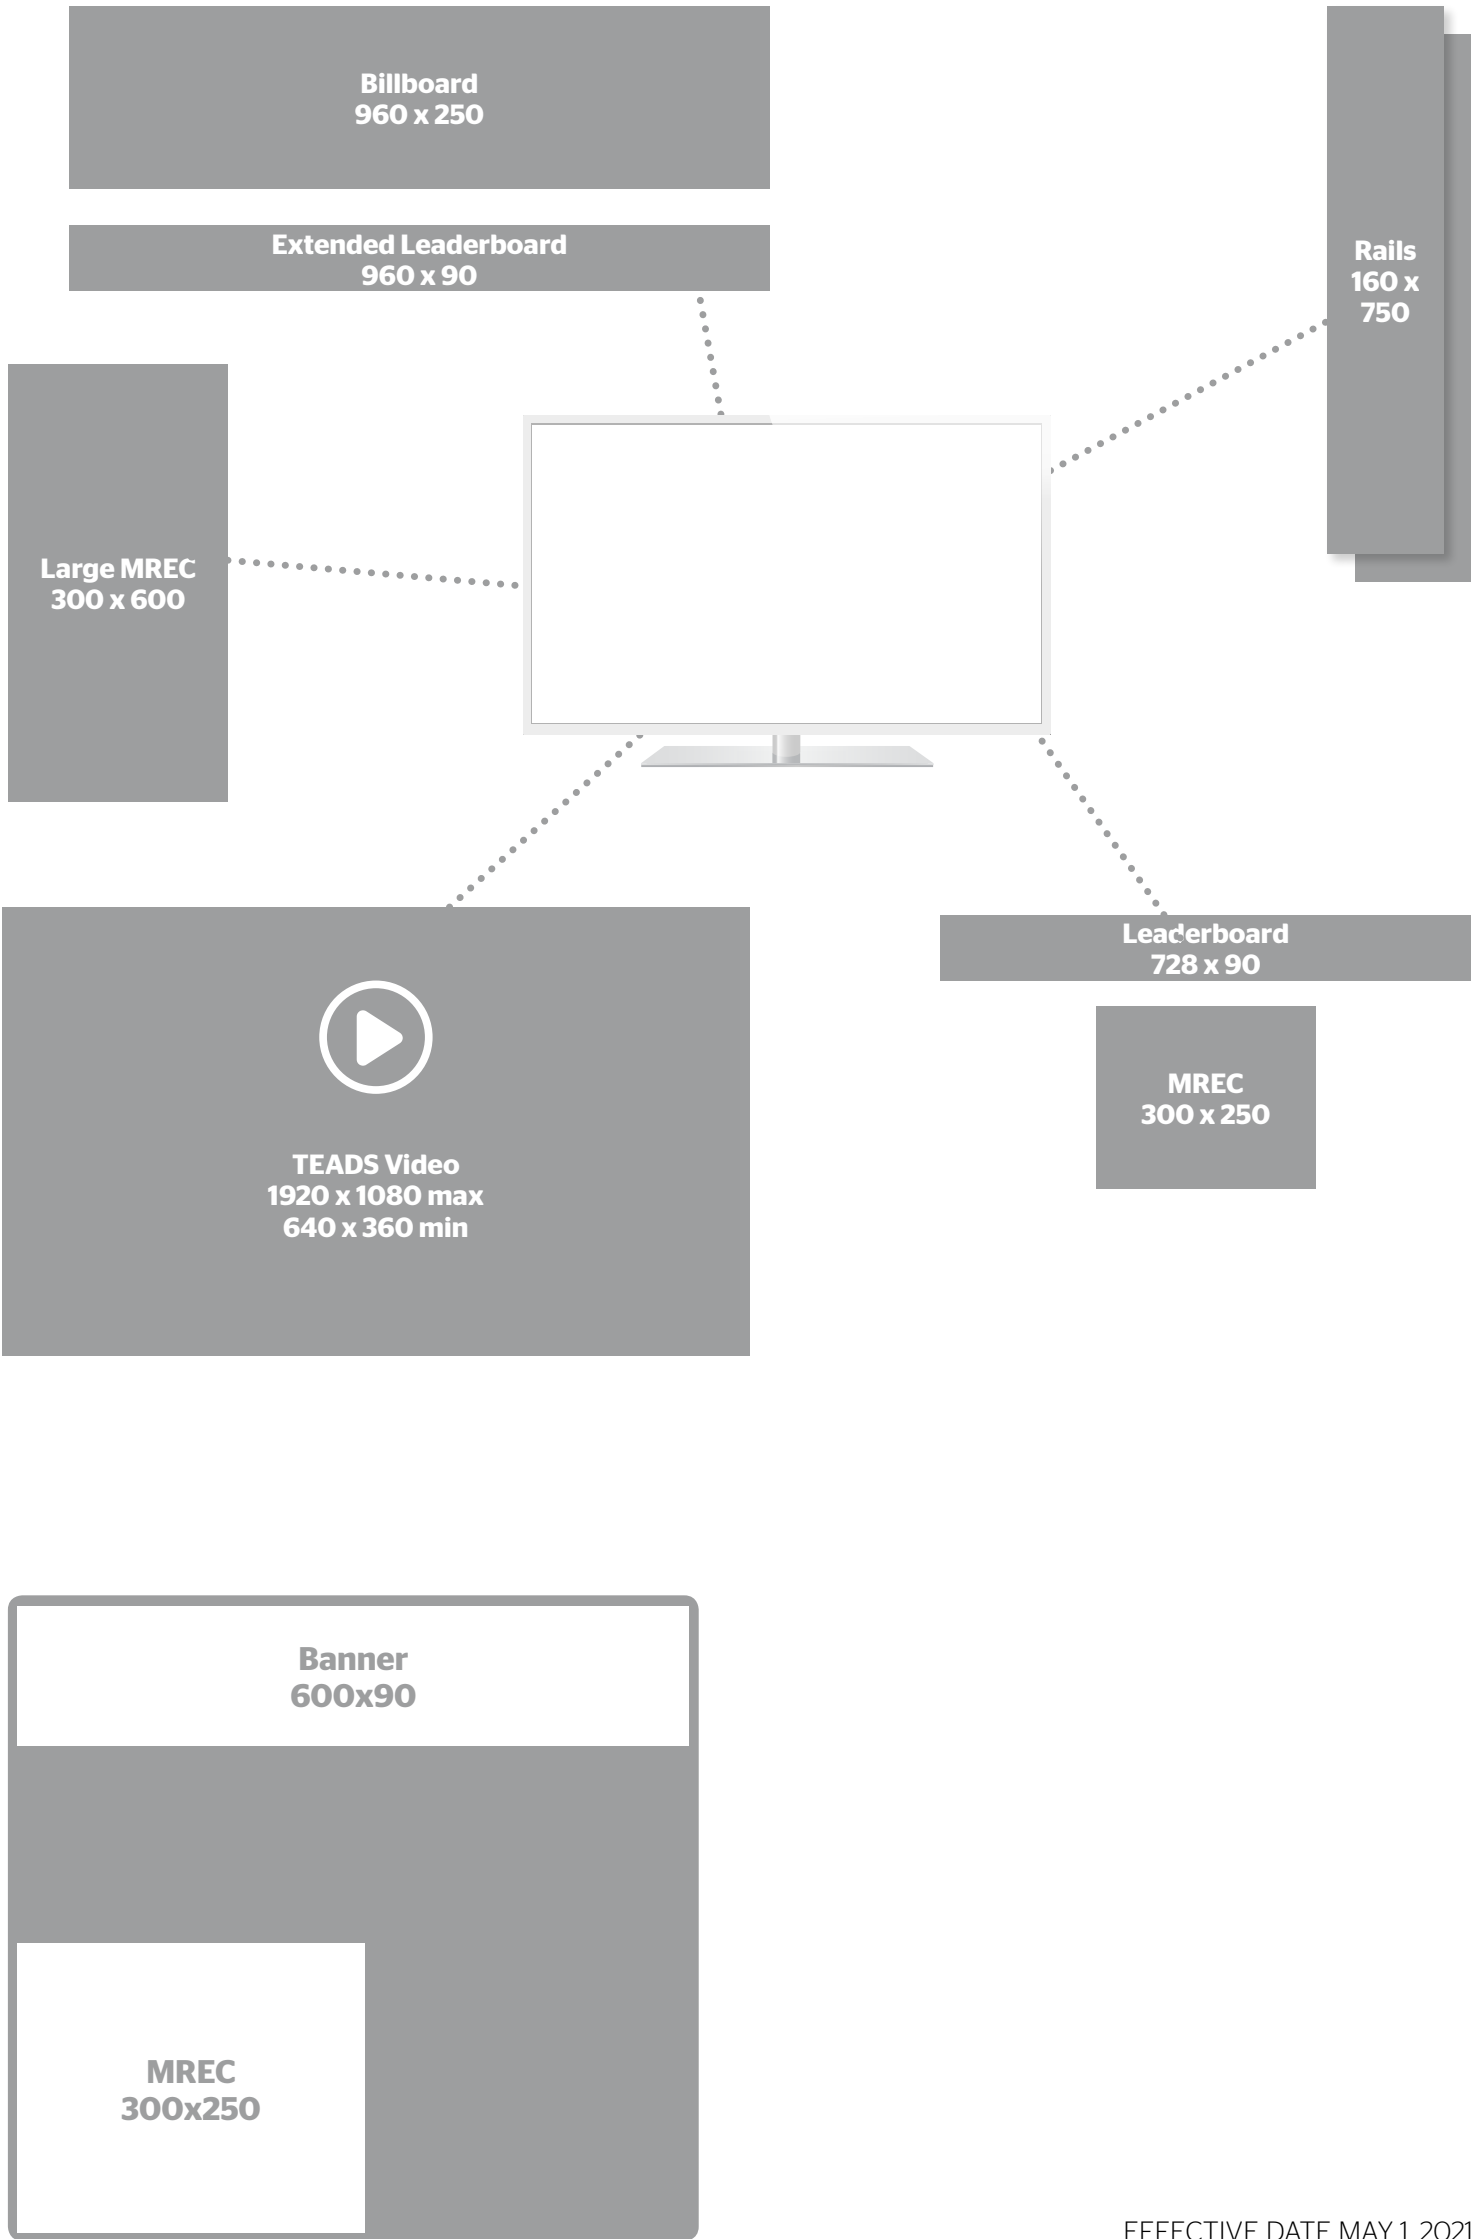 Billboard
960 x 250
Extended Leaderboard
960 x 90
Rails
160 x
750
Large MREC
300 x 600
Leaderboard
728 x 90
MREC
300 x 250
TEADS Video
1920 x 1080 max
640 x 360 min
Banner
600x90
MREC
300x250
EFFECTIVE DATE MAY 1, 2021